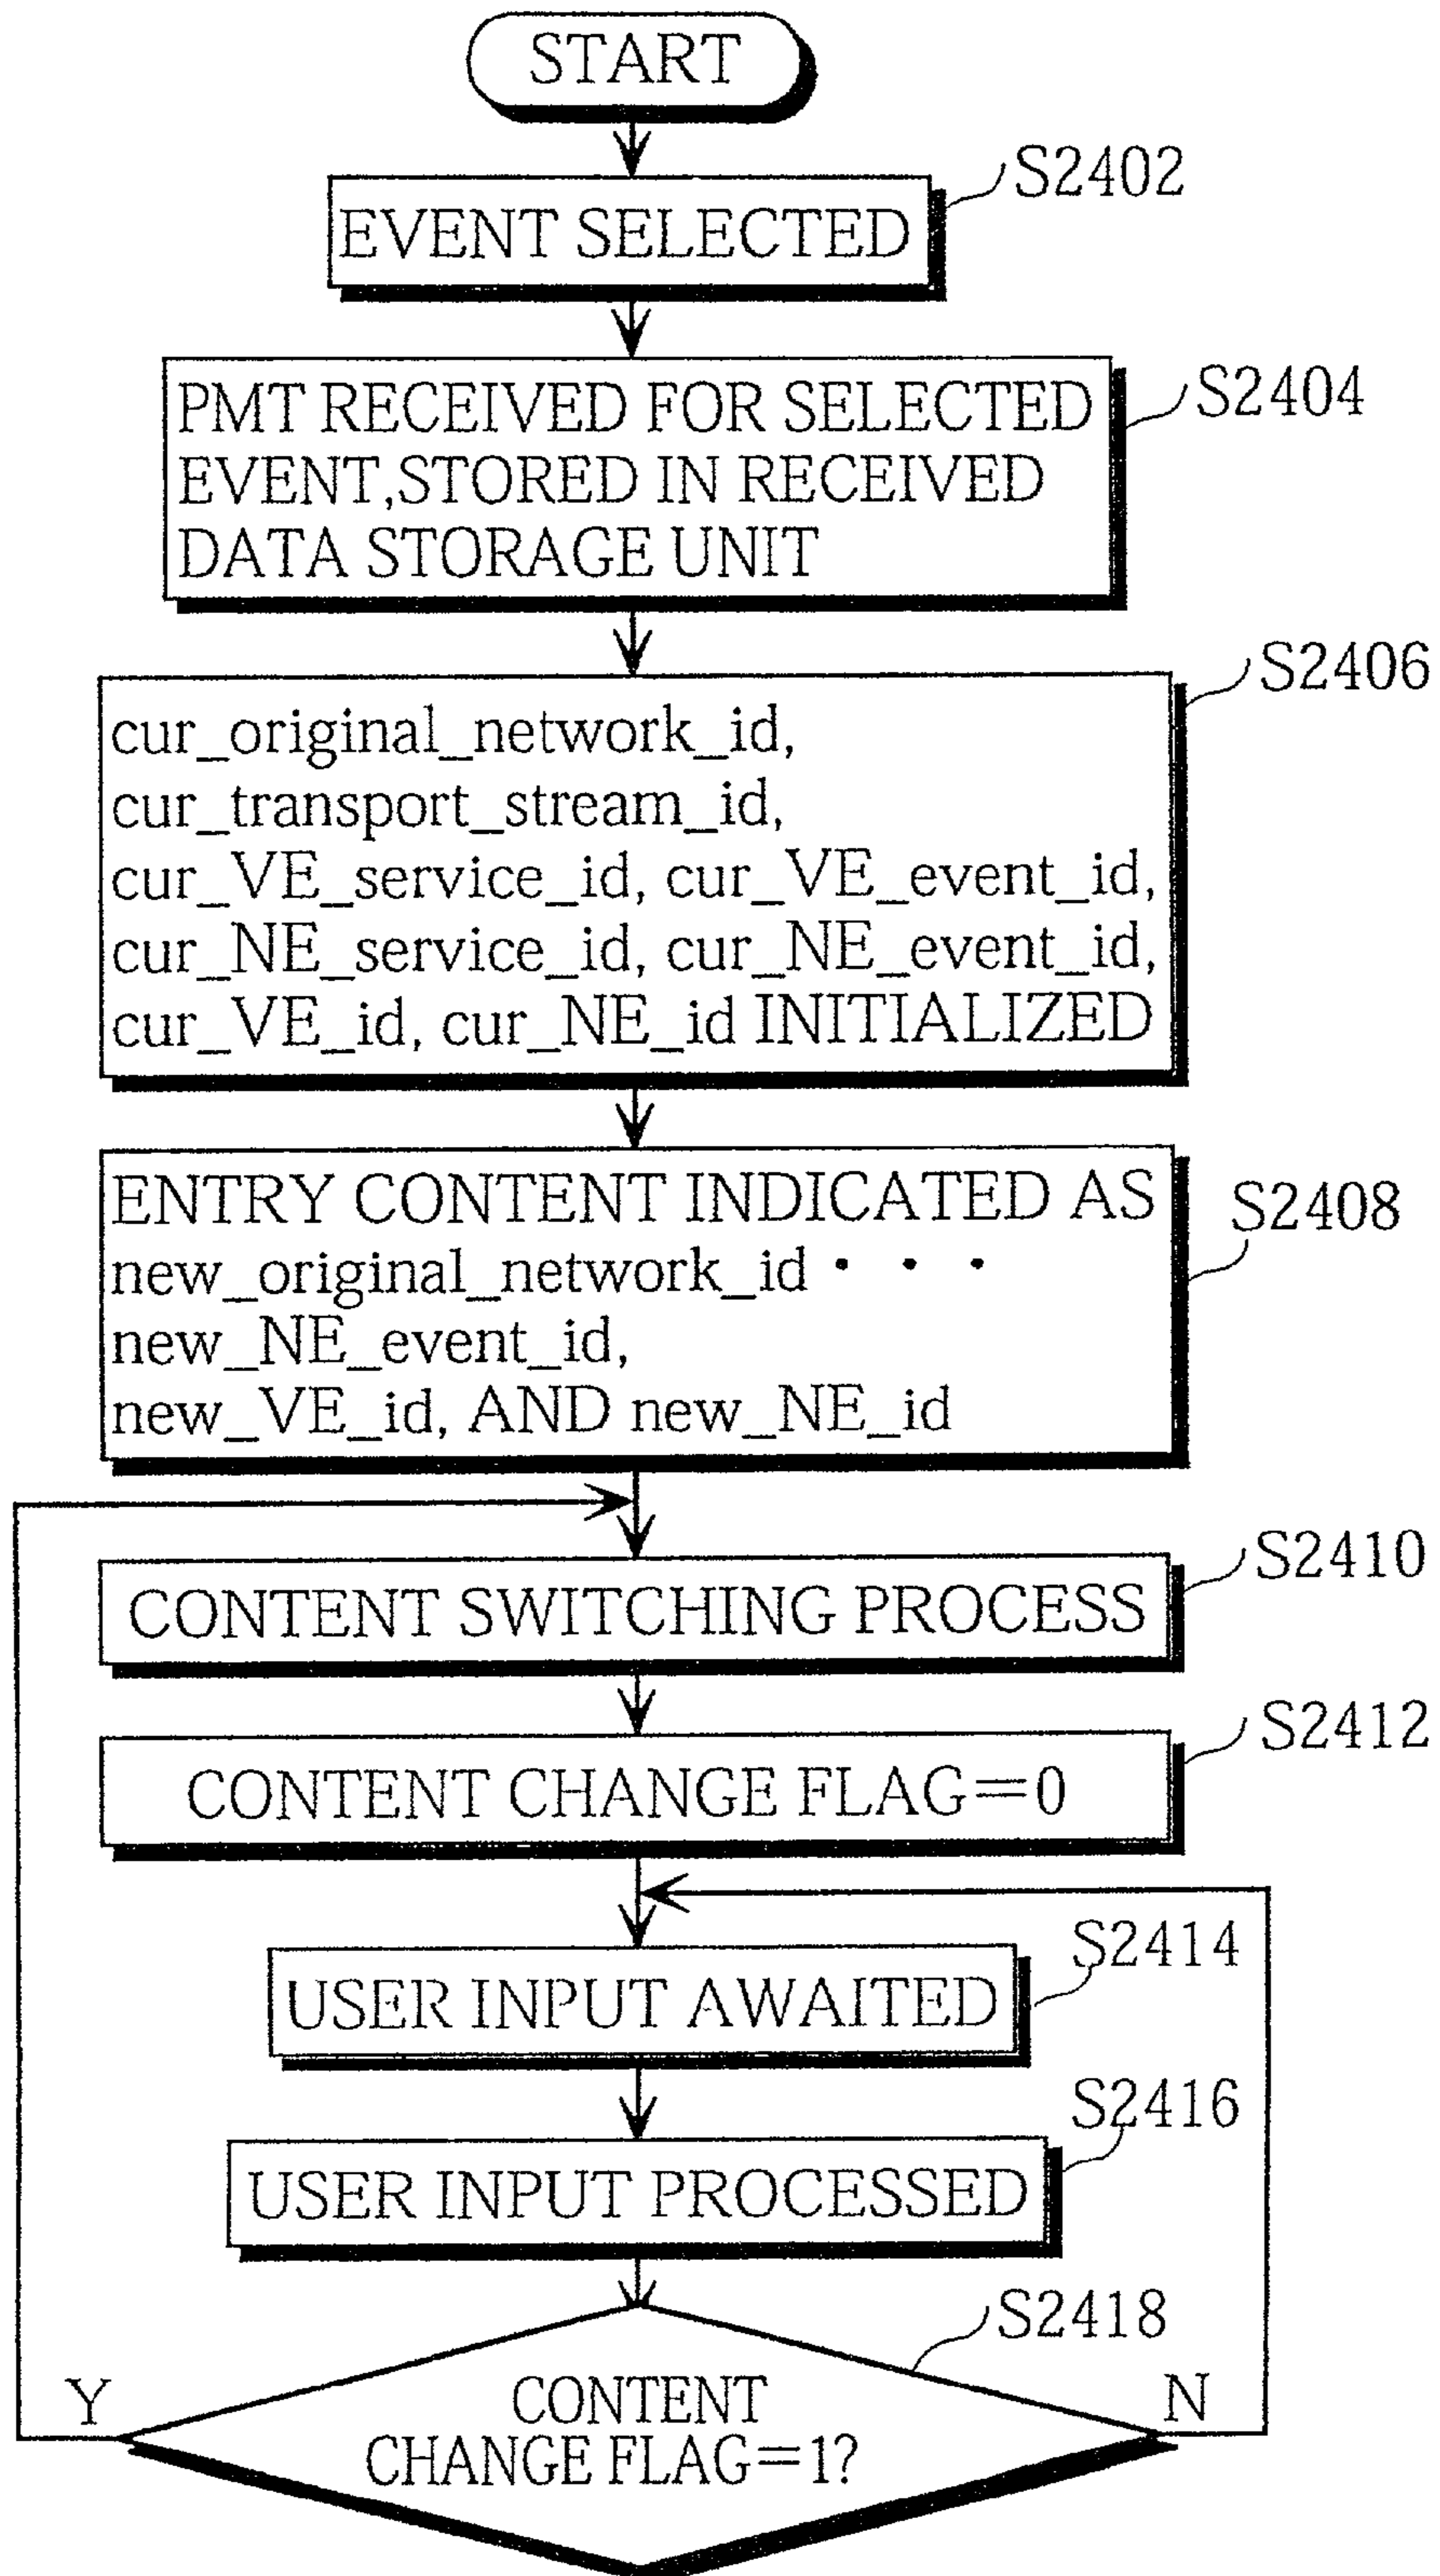 START
S2402
EVENT SELECTED
S2404
PMT RECEIVED FOR SELECTED
EVENT,STORED IN RECEIVED
DATA STORAGE UNIT
S2406
cur_original_network_id,
cur_transport_stream_id,
cur_VE_service_id, cur_VE_event_id,
cur_NE_service_id, cur_NE_event_id,
cur_VE_id, cur_NE_id INITIALIZED
S2408
ENTRY CONTENT INDICATED AS
new_original_network_id・・・
new_NE_event_id,
new_VE_id, AND new_NE_id
S2410
CONTENT SWITCHING PROCESS
S2412
CONTENT CHANGE FLAG=0
S2414
USER INPUT AWAITED
S2416
USER INPUT PROCESSED
S2418
Y
N
CONTENT
CHANGE FLAG=1?